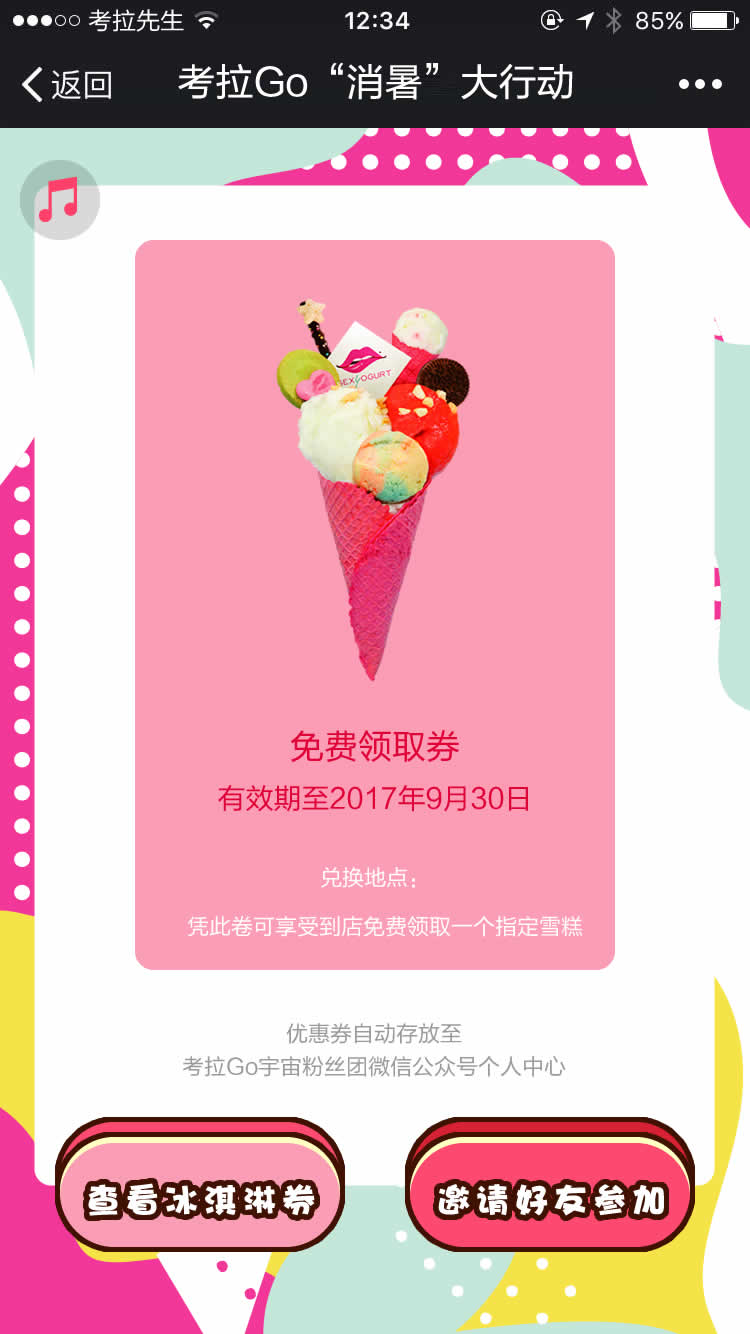 考拉先生
12:34
85%
返回
考拉Go“消暑”大行动
SEXYOGURT
免费领取券
有效期至2017年9月30日
兑换地点：
凭此卷可享受到店免费领取一个指定雪糕
优惠券自动存放至
考拉Go宇宙粉丝团微信公众号个人中心
查看冰淇淋券
邀请好友参加